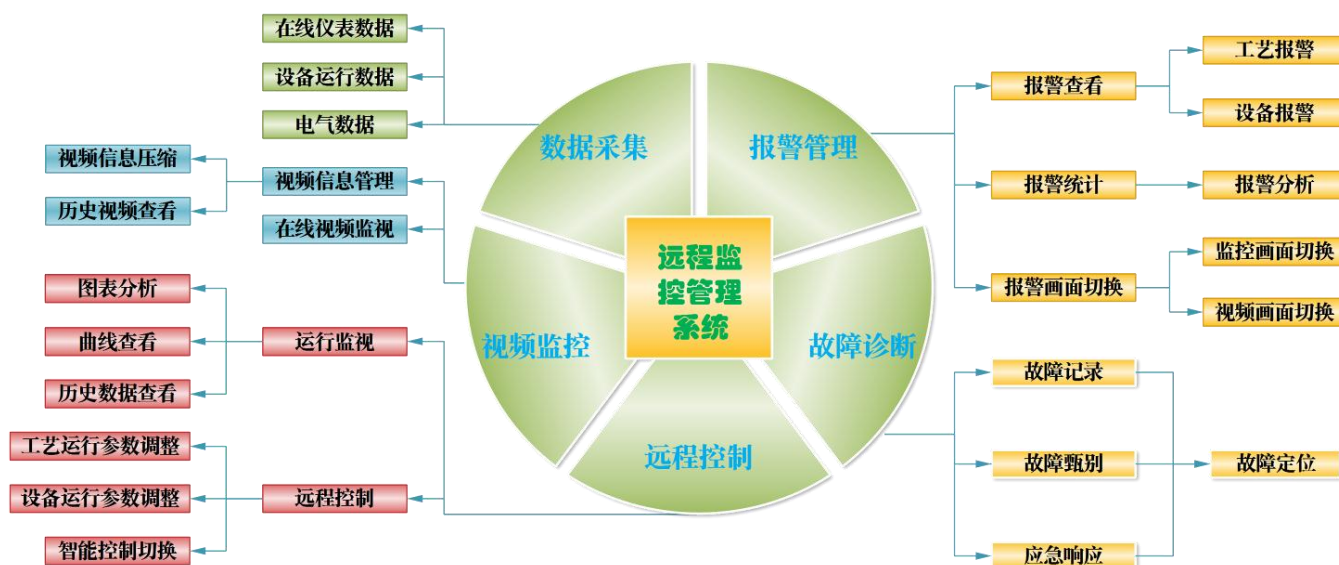 在线仪表数据
设备运行数据
电气数据
视频信息压缩
历史视频查看
视频信息管理
在线视频监视
图表分析
曲线查看
历史数据查看
运行监视
工艺运行参数调整
设备运行参数调整
智能控制切换
远程控制
数据采集
报警管理
视频监控
故障诊断
远程控制
远程监
控管理
系统
报警查看
工艺报警
设备报警
报警统计
报警分析
报警画面切换
监控画面切换
视频画面切换
故障记录
故障甄别
应急响应
故障定位